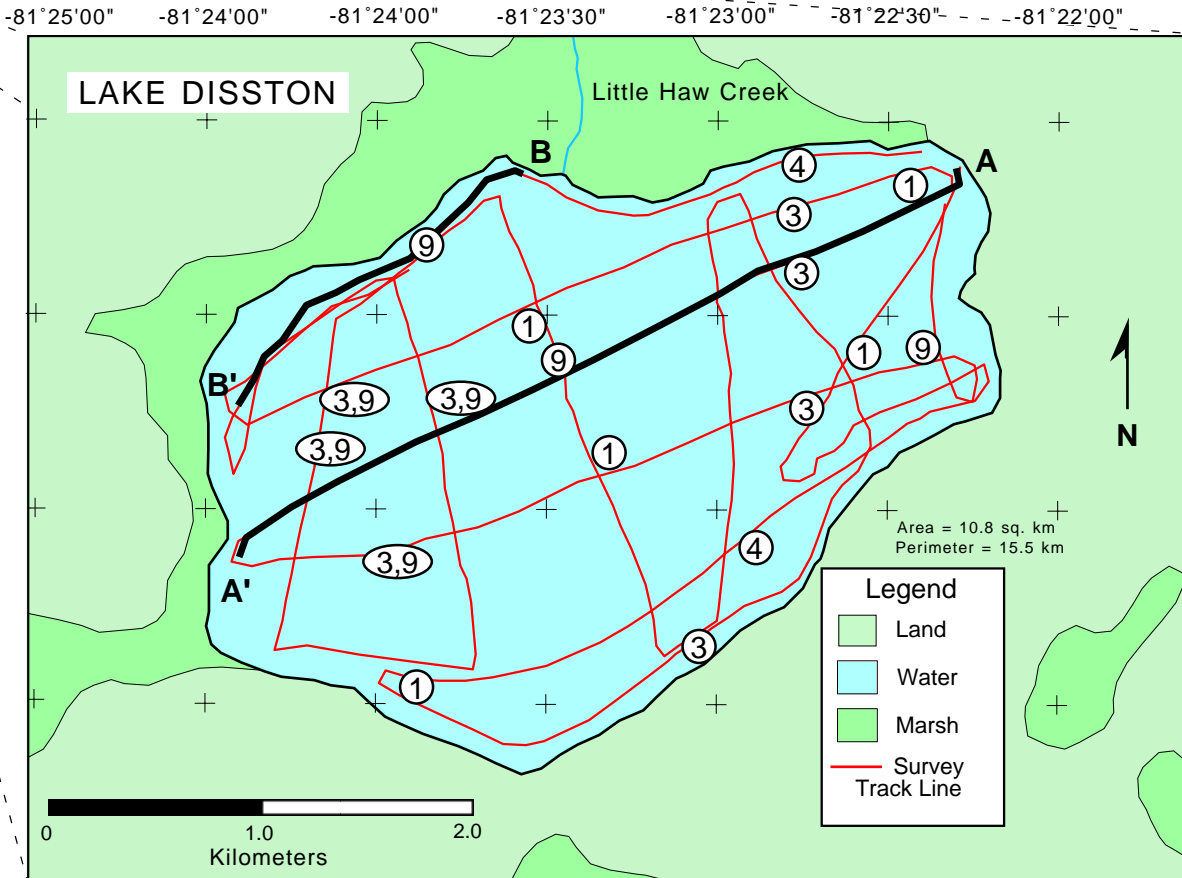 -81°25'00" -81°24'00" -81°24'00" -81°23'30" -81°23'00" -81°22'30" -81°22'00"
LAKE DISSTON
Little Haw Creek
B
A
4
1
3
9
3
1
9
1
9
B'
3,9
3,9
3
3,9
1
N
Area = 10.8 sq. km
Perimeter = 15.5 km
4
3,9
A'
Legend
Land
3
Water
1
Marsh
Survey
Track Line
0 1.0 2.0
Kilometers